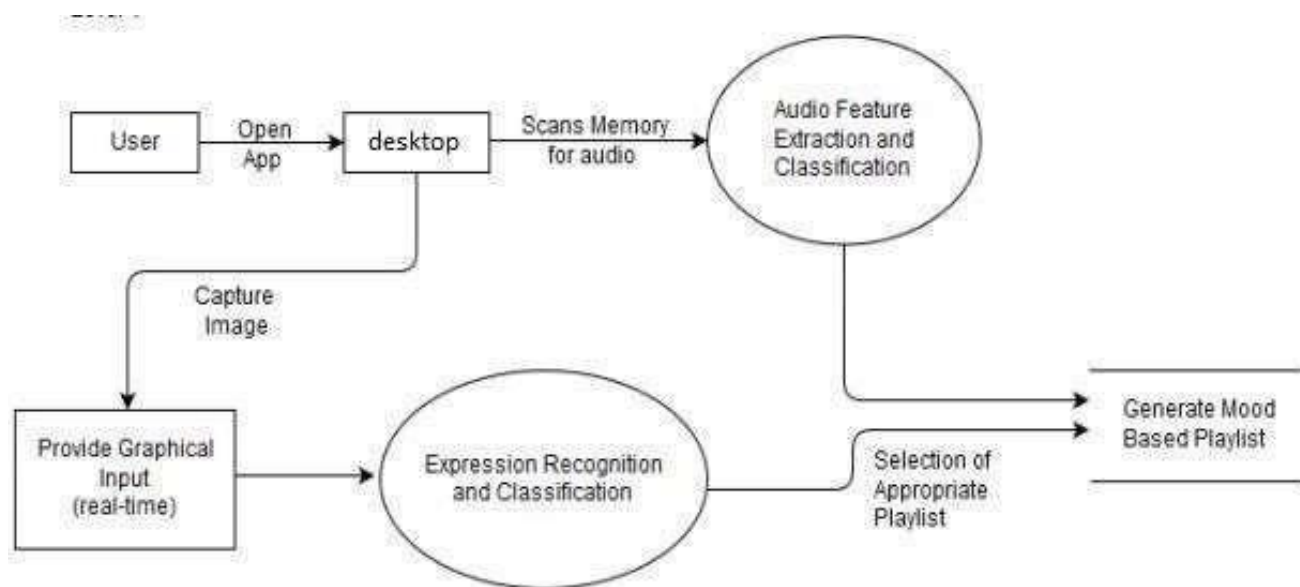 User
Open
App
desktop
Scans Memory
for audio
Audio Feature
Extraction and
Classification
Capture
Image
Provide Graphical
Input
(real-time)
Expression Recognition
and Classification
Selection of
Appropriate
Playlist
Generate Mood
Based Playlist